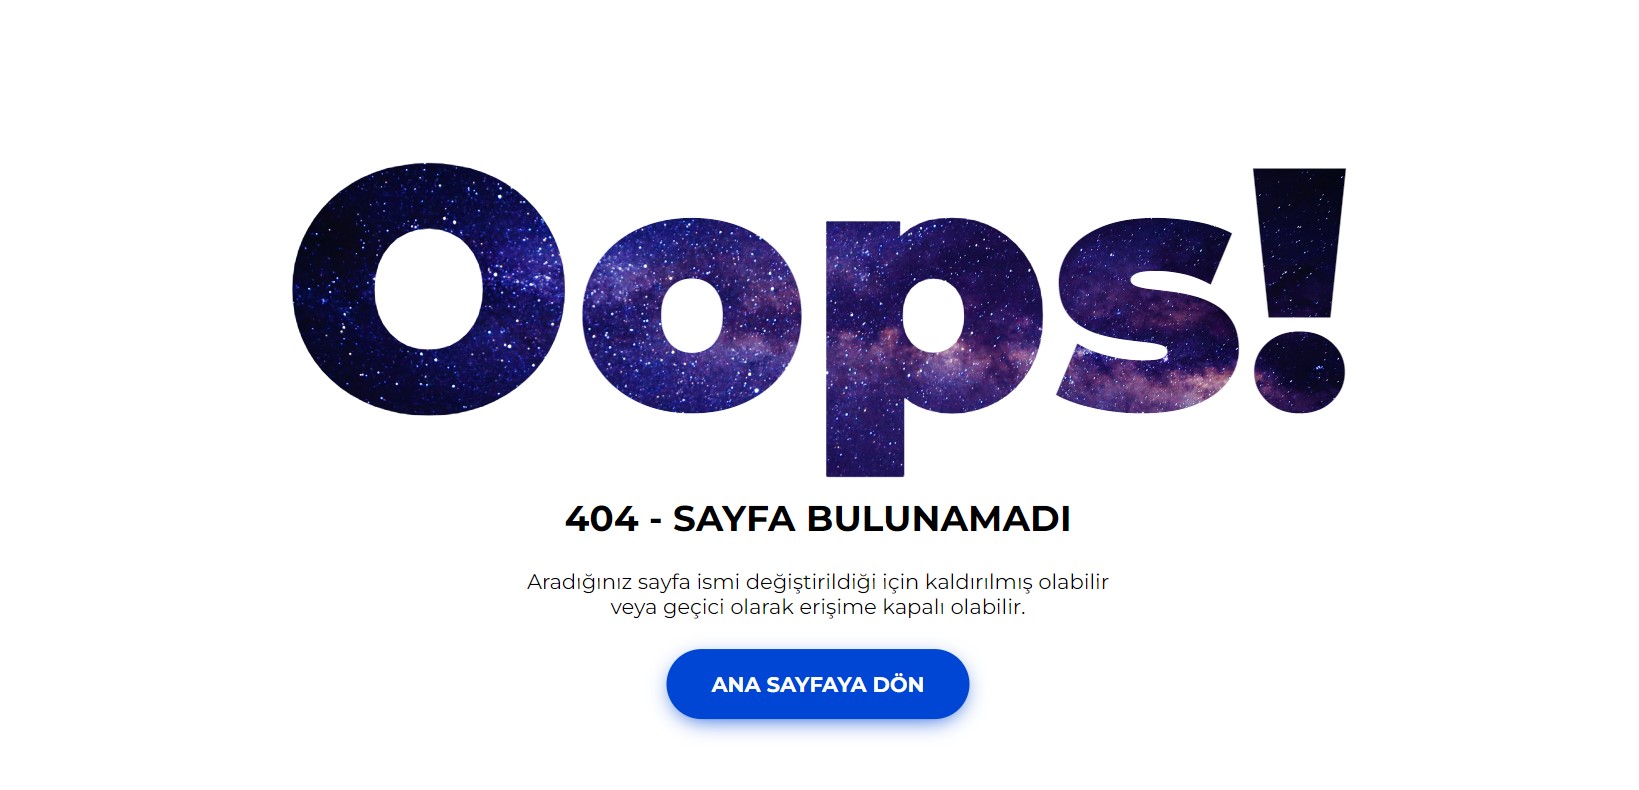 Oops!
404 - SAYFA BULUNAMADI
Aradığınız sayfa ismi değiştirildiği için kaldırılmış olabilir
veya geçici olarak erişime kapalı olabilir.
ANA SAYFAYA DÖN